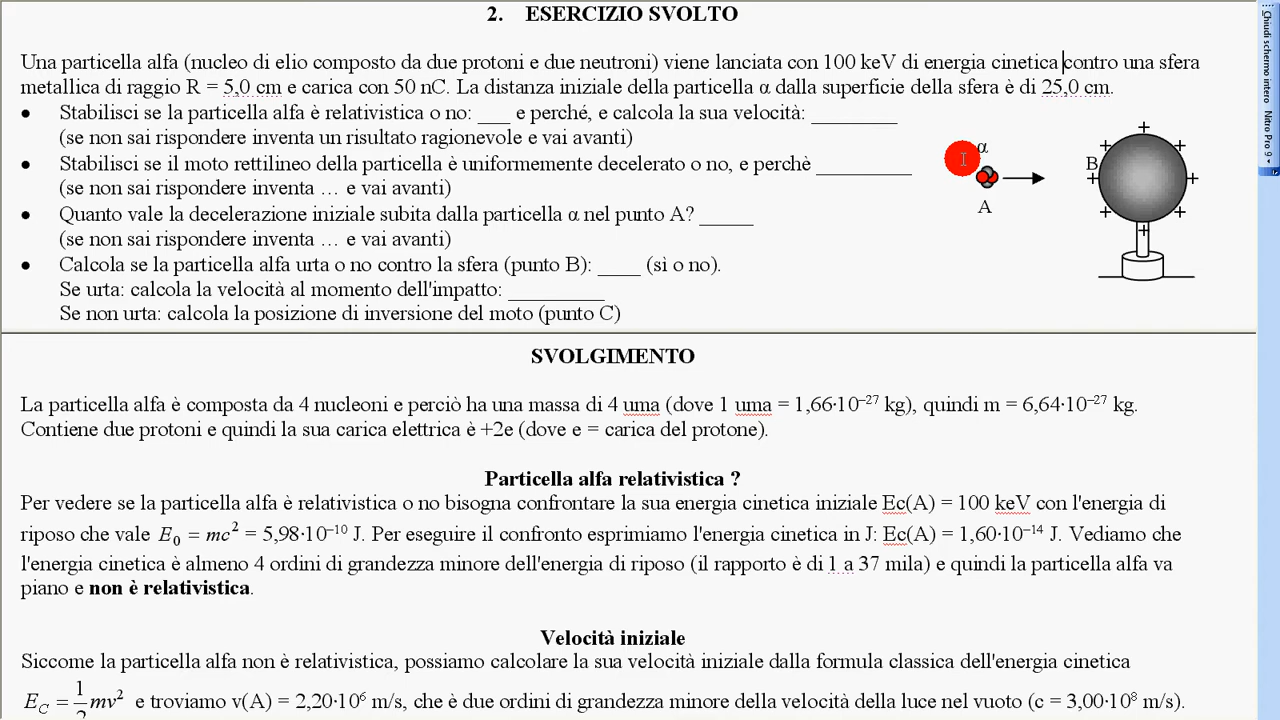 2. ESERCIZIO SVOLTO
Una particella alfa (nucleo di elio composto da due protoni e due neutroni) viene lanciata con 100 keV di energia cinetica contro una sfera
metallica di raggio R = 5,0 cm e carica con 50 nC. La distanza iniziale della particella α dalla superficie della sfera è di 25,0 cm.
● Stabilisci se la particella alfa è relativistica o no: ___ e perché, e calcola la sua velocità: ________
(se non sai rispondere inventa un risultato ragionevole e vai avanti)
● Stabilisci se il moto rettilineo della particella è uniformemente decelerato o no, e perchè _________
(se non sai rispondere inventa … e vai avanti)
● Quanto vale la decelerazione iniziale subita dalla particella α nel punto A? _____
(se non sai rispondere inventa … e vai avanti)
● Calcola se la particella alfa urta o no contro la sfera (punto B): ____ (si o no).
Se urta: calcola la velocità al momento dell'impatto: _________
Se non urta: calcola la posizione di inversione del moto (punto C)
α
A
B
+ + + + + + + +
SVOLGIMENTO
La particella alfa è composta da 4 nucleoni e perciò ha una massa di 4 uma (dove 1 uma = 1,66·10⁻²⁷ kg), quindi m = 6,64·10⁻²⁷ kg.
Contiene due protoni e quindi la sua carica elettrica è +2e (dove e = carica del protone).
Particella alfa relativistica ?
Per vedere se la particella alfa è relativistica o no bisogna confrontare la sua energia cinetica iniziale Ec(A) = 100 keV con l'energia di
riposo che vale E₀ = mc² = 5,98·10⁻¹⁰ J. Per eseguire il confronto esprimiamo l'energia cinetica in J: Ec(A) = 1,60·10⁻¹⁴ J. Vediamo che
l'energia cinetica è almeno 4 ordini di grandezza minore dell'energia di riposo (il rapporto è di 1 a 37 mila) e quindi la particella alfa va
piano e non è relativistica.
Velocità iniziale
Siccome la particella alfa non è relativistica, possiamo calcolare la sua velocità iniziale dalla formula classica dell'energia cinetica
E_C = 1/2 mv² e troviamo v(A) = 2,20·10⁶ m/s, che è due ordini di grandezza minore della velocità della luce nel vuoto (c = 3,00·10⁸ m/s).
Chiudi schermo intero
Nitro Pro 9